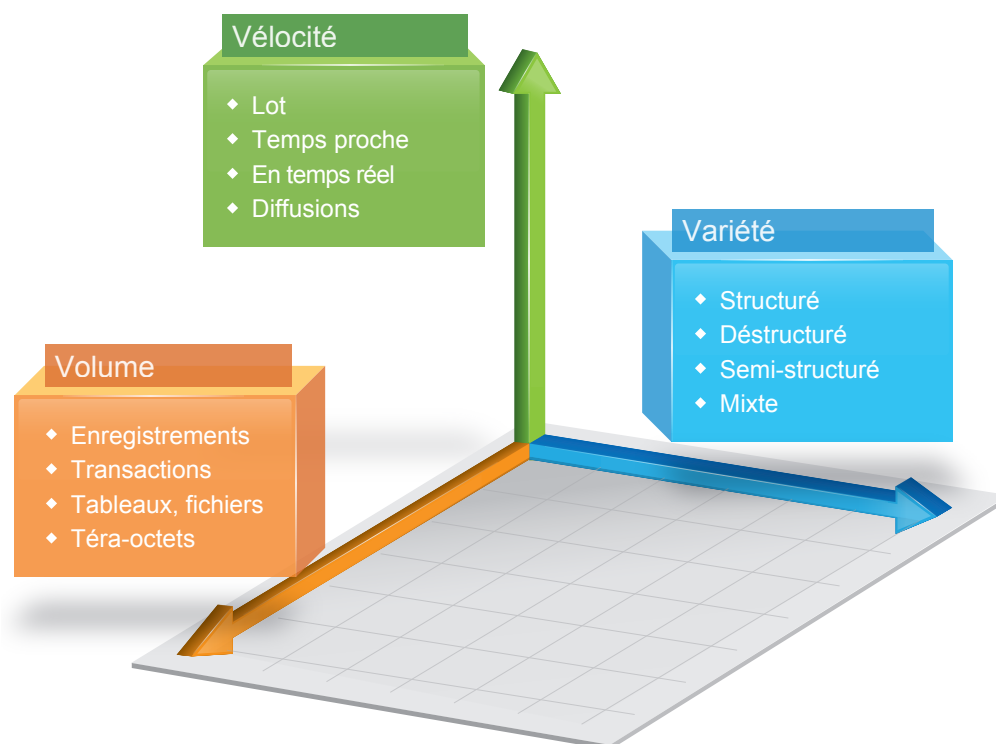 Vélocité
Lot
Temps proche
En temps réel
Diffusions
Variété
Structuré
Déstructuré
Semi-structuré
Mixte
Volume
Enregistrements
Transactions
Tableaux, fichiers
Téra-octets